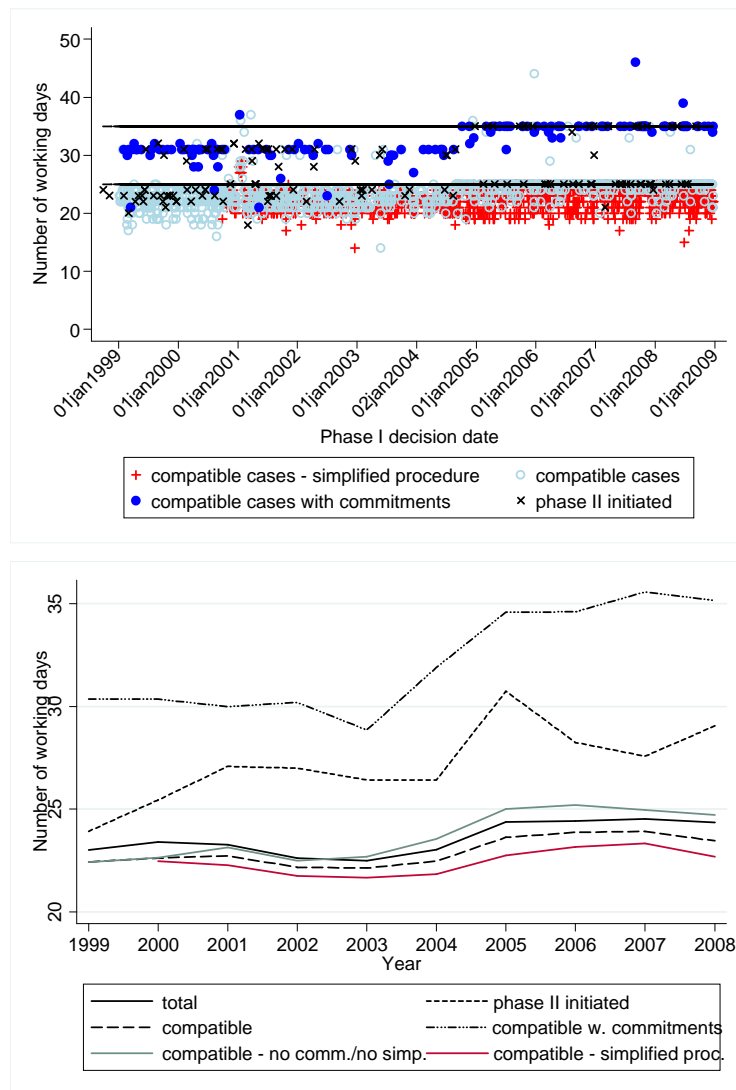 Number of working days
50
40
30
20
10
0
01jan1999
01jan2000
01jan2001
01jan2002
01jan2003
02jan2004
01jan2005
01jan2006
01jan2007
01jan2008
01jan2009
Phase I decision date
compatible cases - simplified procedure
compatible cases
compatible cases with commitments
phase II initiated
Number of working days
35
30
25
20
1999 2000 2001 2002 2003 2004 2005 2006 2007 2008
Year
total
phase II initiated
compatible
compatible w. commitments
compatible - no comm./no simp.
compatible - simplified proc.